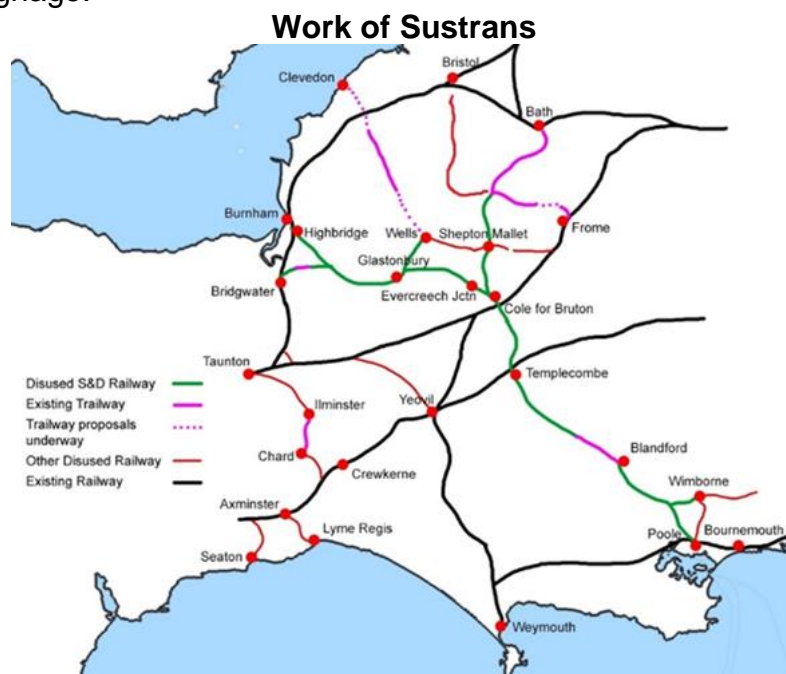 Work of Sustrans
Clevedon
Bristol
Bath
Burnham
Highbridge
Wells
Shepton Mallet
Frome
Glastonbury
Bridgwater
Evercreech Jctn
Cole for Bruton
Taunton
Templecombe
Disused S&D Railway
Existing Trailway
Trailway proposals
underway
Other Disused Railway
Existing Railway
Ilminster
Yeovil
Chard
Crewkerne
Blandford
Wimborne
Axminster
Lyme Regis
Seaton
Poole
Bournemouth
Weymouth